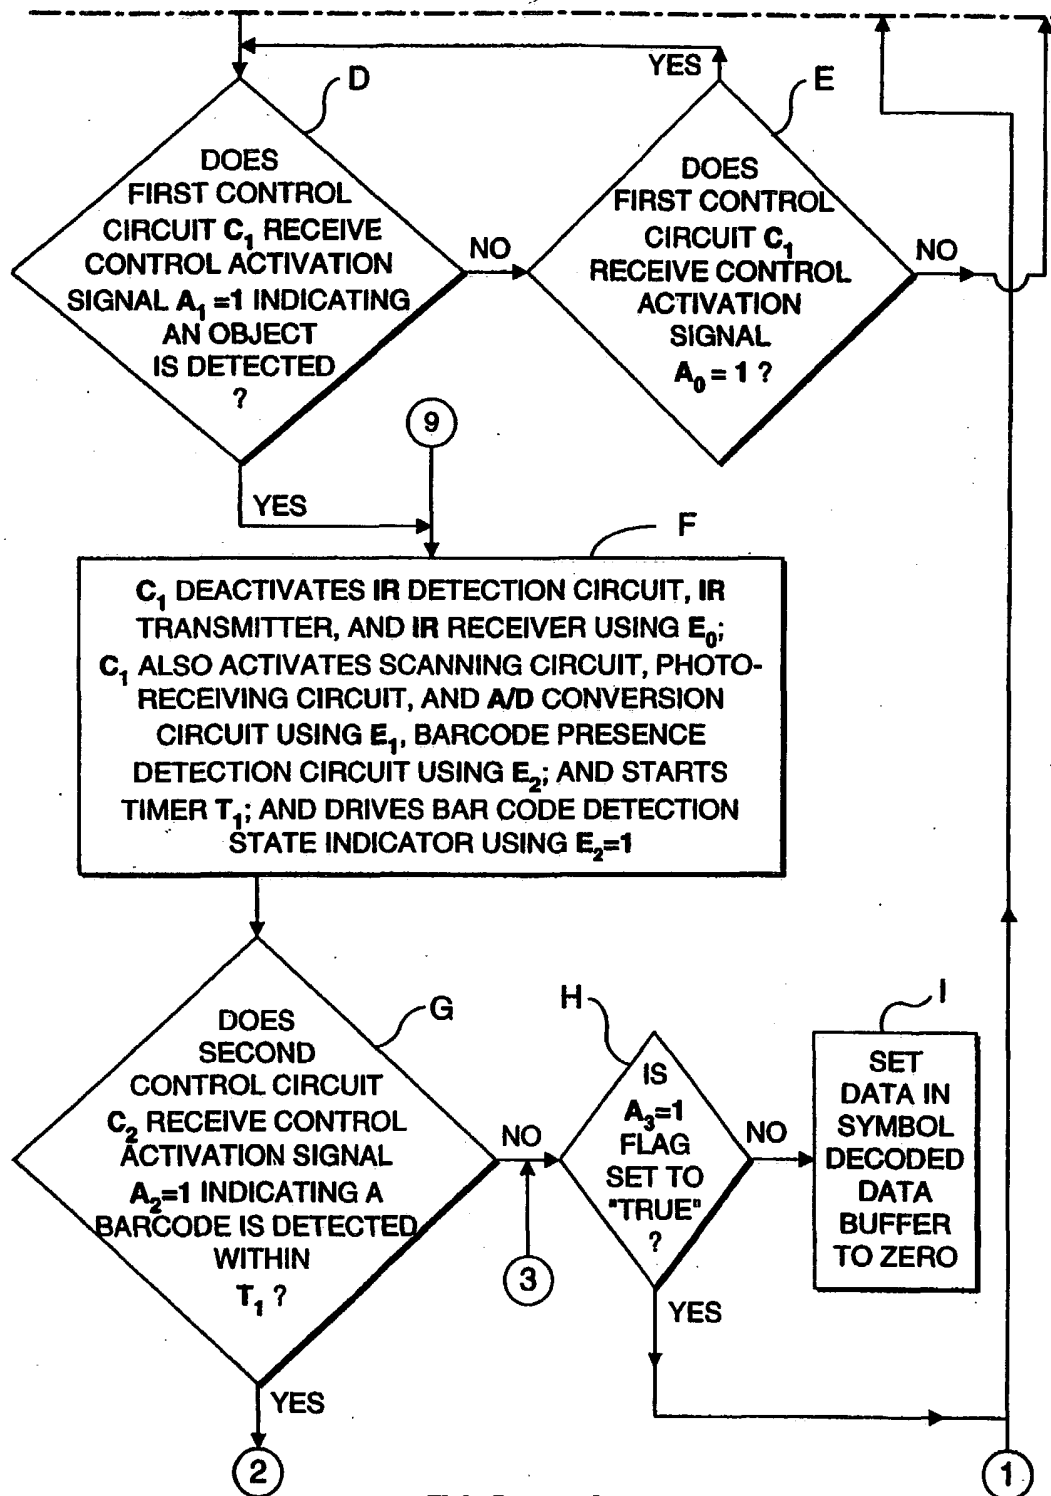 YES
D
E
DOES
FIRST CONTROL
CIRCUIT C1 RECEIVE
CONTROL ACTIVATION
SIGNAL A1 =1 INDICATING
AN OBJECT
IS DETECTED
?
NO
DOES
FIRST CONTROL
CIRCUIT C1
RECEIVE CONTROL
ACTIVATION
SIGNAL
A0 = 1 ?
NO
9
YES
F
C1 DEACTIVATES IR DETECTION CIRCUIT, IR
TRANSMITTER, AND IR RECEIVER USING E0;
C1 ALSO ACTIVATES SCANNING CIRCUIT, PHOTO-
RECEIVING CIRCUIT, AND A/D CONVERSION
CIRCUIT USING E1, BARCODE PRESENCE
DETECTION CIRCUIT USING E2; AND STARTS
TIMER T1; AND DRIVES BAR CODE DETECTION
STATE INDICATOR USING E2=1
G
DOES
SECOND
CONTROL CIRCUIT
C2 RECEIVE CONTROL
ACTIVATION SIGNAL
A2=1 INDICATING A
BARCODE IS DETECTED
WITHIN
T1 ?
NO
3
H
IS
A3=1
FLAG
SET TO
"TRUE"
?
NO
I
SET
DATA IN
SYMBOL
DECODED
DATA
BUFFER
TO ZERO
YES
YES
2
1